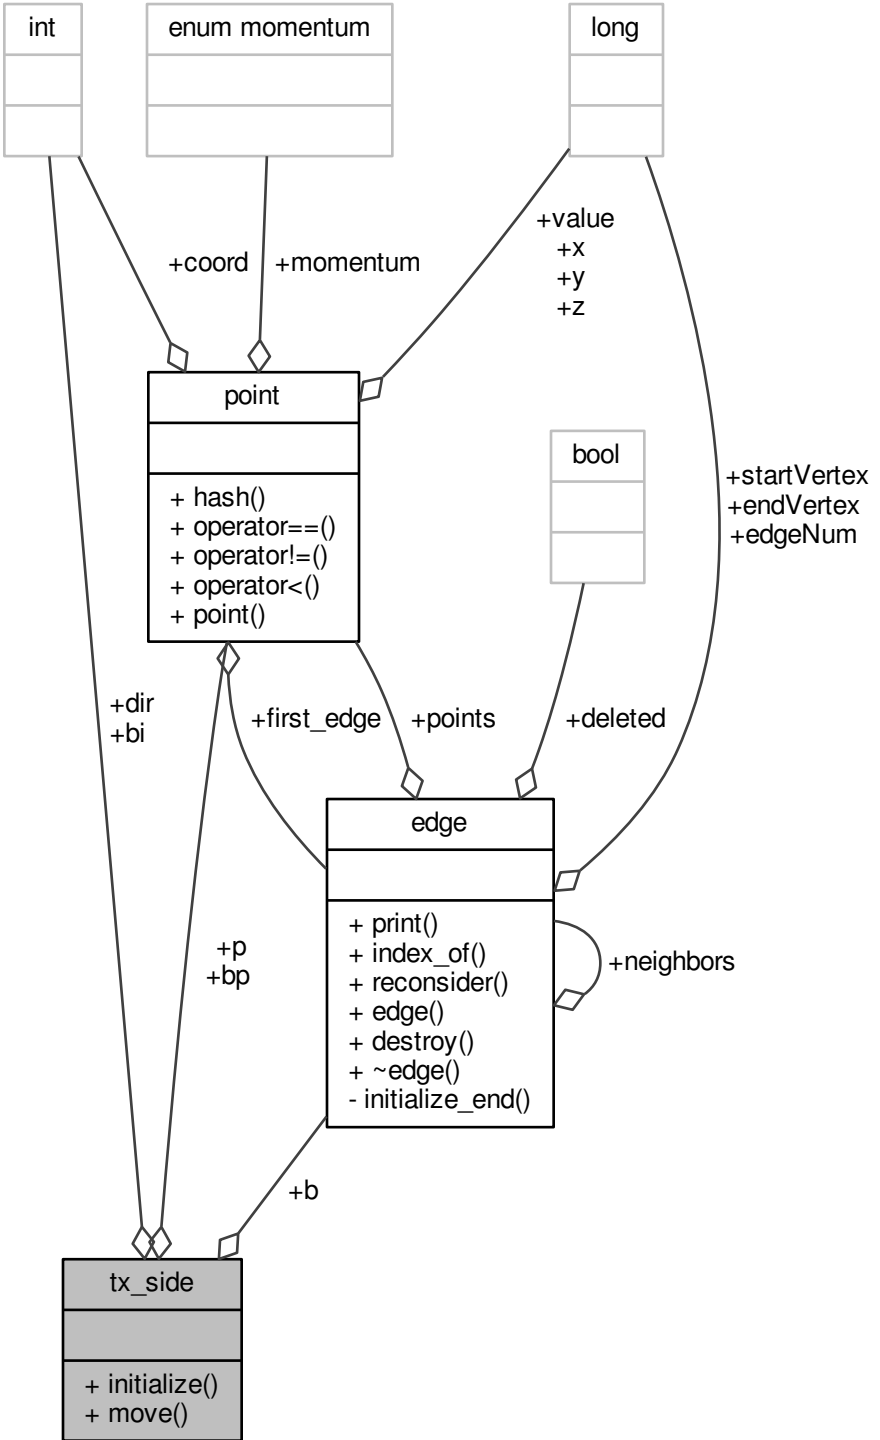 int
enum momentum
long
+value
+x
+y
+z
+coord
+momentum
point
+ hash()
+ operator==()
+ operator!=()
+ operator<()
+ point()
bool
+startVertex
+endVertex
+edgeNum
+dir
+bi
+first_edge
+points
+deleted
edge
+ print()
+ index_of()
+ reconsider()
+ edge()
+ destroy()
+ ~edge()
- initialize_end()
+neighbors
+p
+bp
+b
tx_side
+ initialize()
+ move()